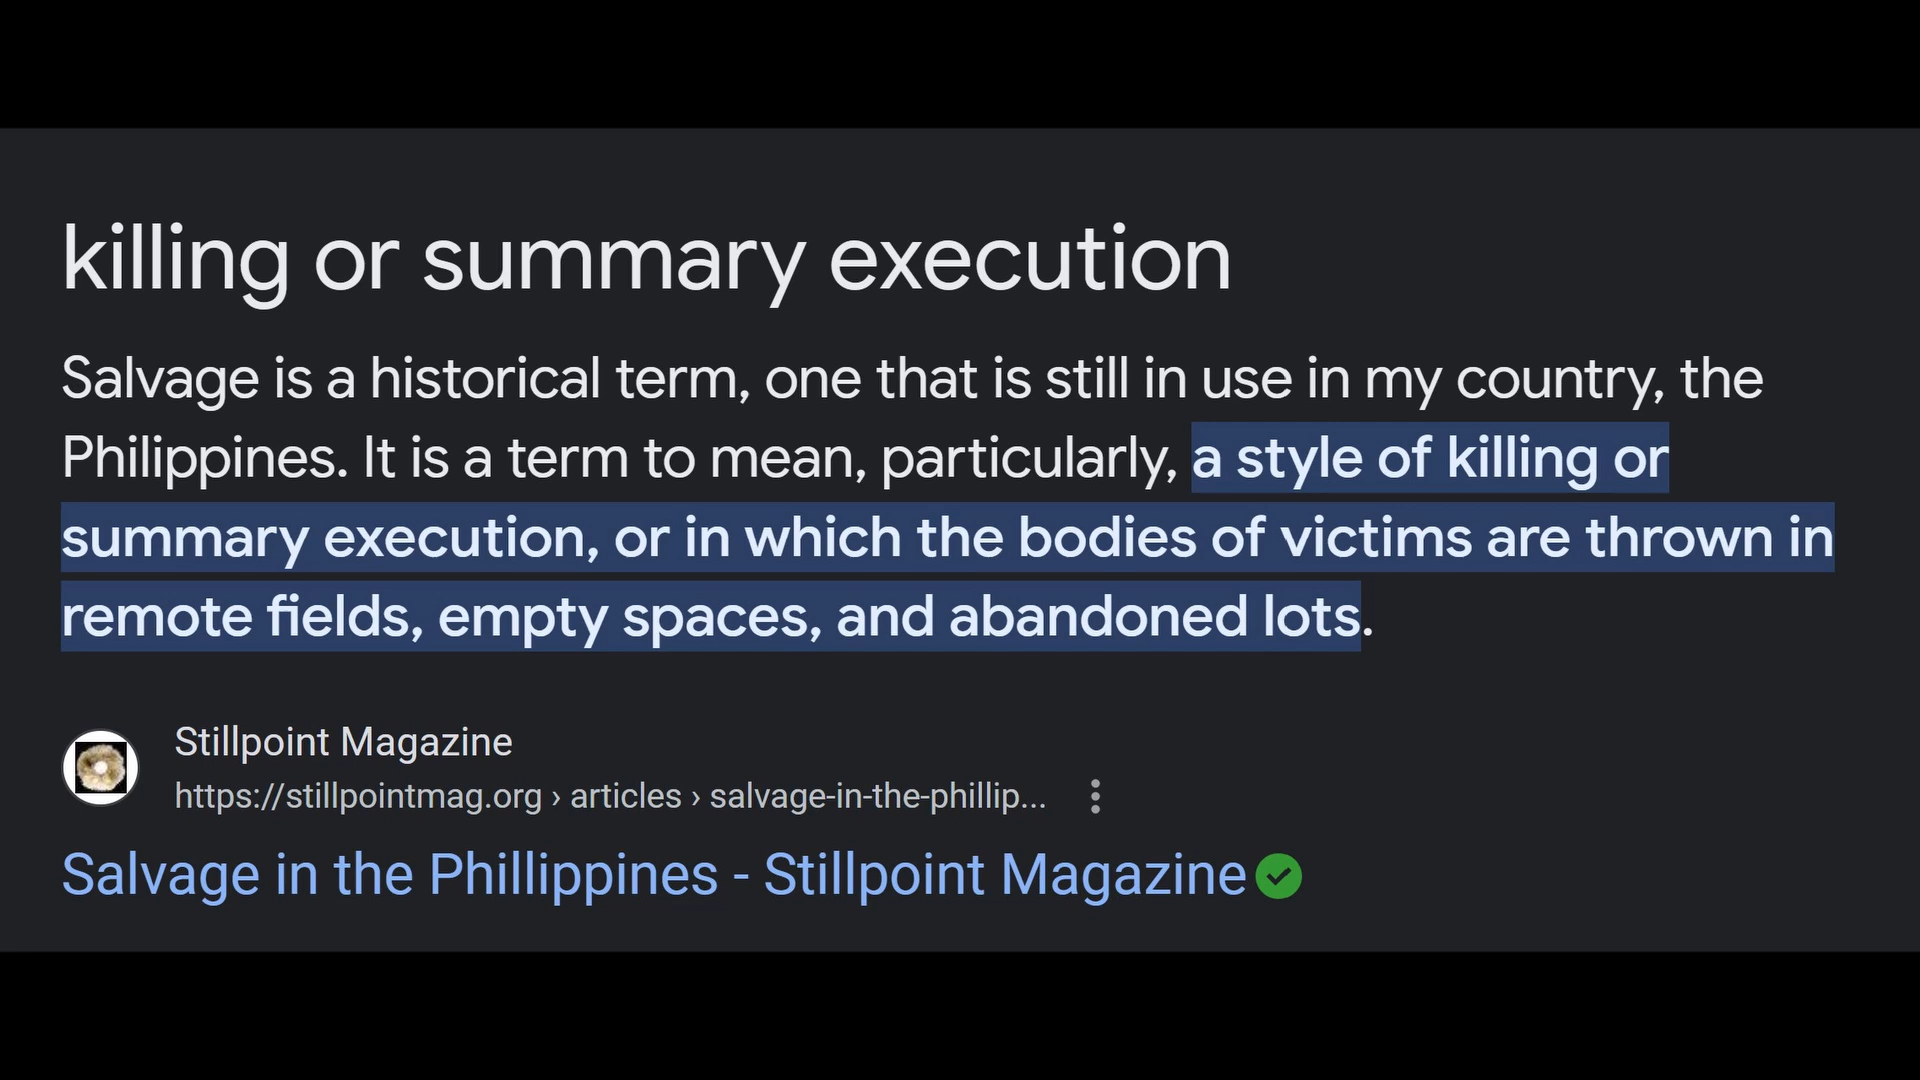 killing or summary execution
Salvage is a historical term, one that is still in use in my country, the
Philippines. It is a term to mean, particularly, a style of killing or
summary execution, or in which the bodies of victims are thrown in
remote fields, empty spaces, and abandoned lots.
Stillpoint Magazine
https://stillpointmag.org › articles › salvage-in-the-phillip...
Salvage in the Phillippines - Stillpoint Magazine